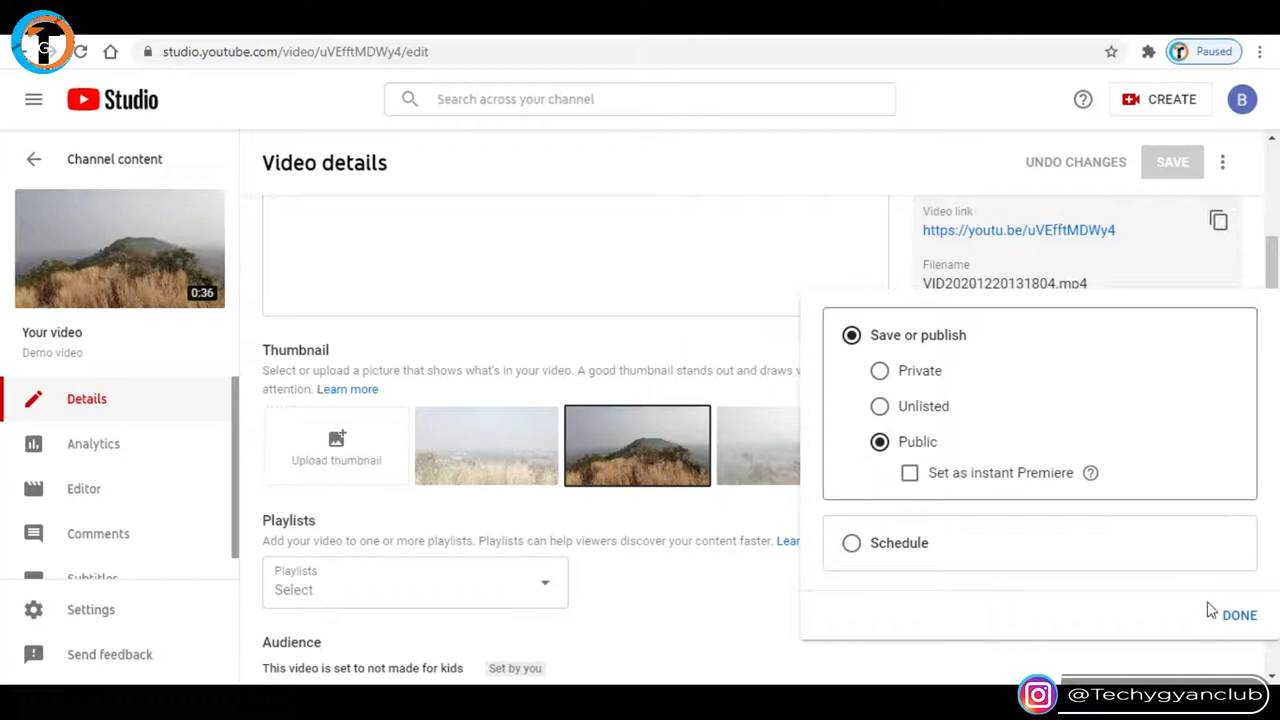 TG
studio.youtube.com/video/uVEfftMDWy4/edit
Paused
Studio
Search across your channel
CREATE
B
Channel content
Video details
UNDO CHANGES
SAVE
0:36
Your video
Demo video
Details
Analytics
Editor
Comments
Subtitles
Settings
Send feedback
Video link
https://youtu.be/uVEfftMDWy4
Filename
VID20201220131804.mp4
Thumbnail
Select or upload a picture that shows what's in your video. A good thumbnail stands out and draws
attention. Learn more
Upload thumbnail
Playlists
Add your video to one or more playlists. Playlists can help viewers discover your content faster.
Playlists
Select
Audience
This video is set to not made for kids Set by you
Save or publish
Private
Unlisted
Public
Set as instant Premiere
Schedule
DONE
@Techygyanclub